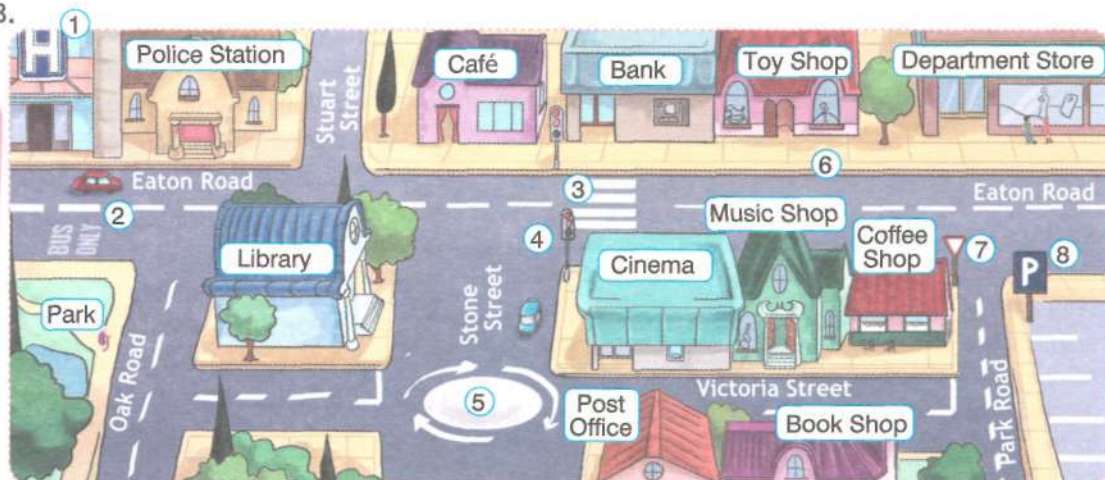 3.
1
H
Police Station
Café
Bank
Toy Shop
Department Store
Stuart
Street
Eaton Road
2
BUS
ONLY
3
6
Eaton Road
Library
4
Music Shop
Cinema
Coffee
Shop
7
P
8
Park
Oak Road
Stone
Street
5
Victoria Street
Post
Office
Book Shop
Park Road